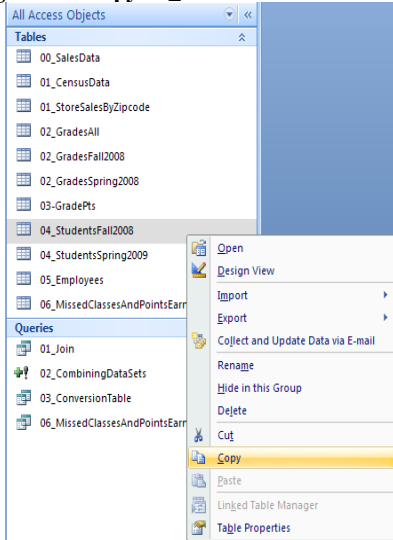 All Access Objects
«
Tables
00_SalesData
01_CensusData
01_StoreSalesByZipcode
02_GradesAll
02_GradesFall2008
02_GradesSpring2008
03-GradePts
04_StudentsFall2008
04_StudentsSpring2009
05_Employees
06_MissedClassesAndPointsEarn
Queries
01_Join
02_CombiningDataSets
03_ConversionTable
06_MissedClassesAndPointsEarn
Open
Design View
Import
Export
Collect and Update Data via E-mail
Rename
Hide in this Group
Delete
Cut
Copy
Paste
Linked Table Manager
Table Properties